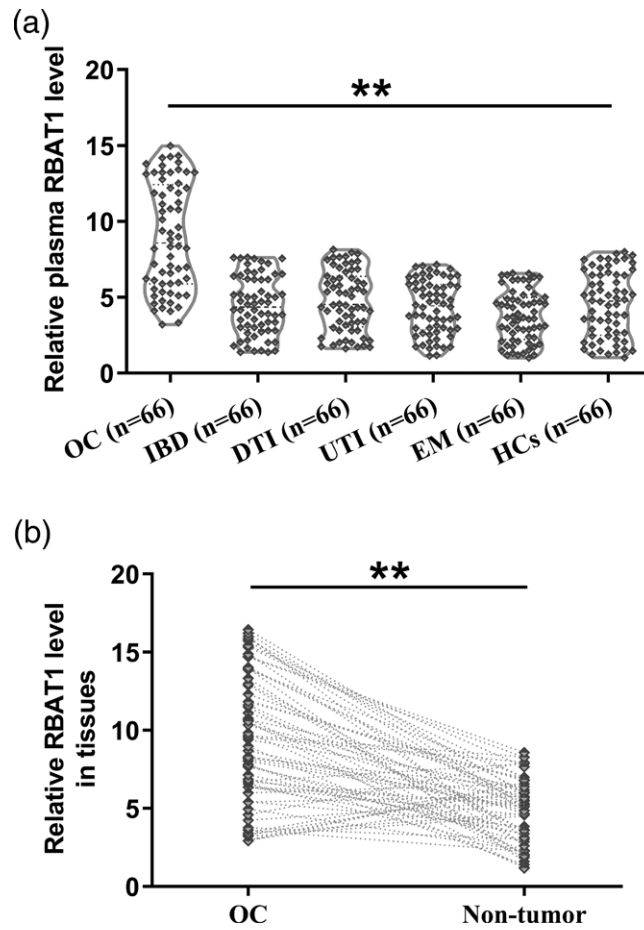 (a)
Relative plasma RBAT1 level
20
15
10
5
0
**
OC (n=66)
IBD (n=66)
DTI (n=66)
UTI (n=66)
EM (n=66)
HCs (n=66)
(b)
Relative RBAT1 level
in tissues
20
15
10
5
0
**
OC
Non-tumor